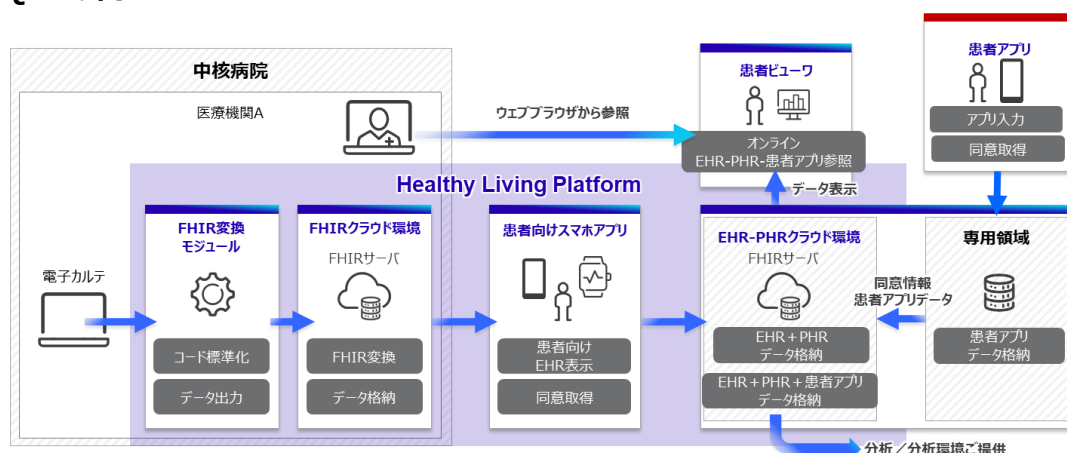 中核病院
医療機関A
ウェブブラウザから参照
患者ビューワ
オンライン
EHR-PHR-患者アプリ参照
データ表示
患者アプリ
アプリ入力
同意取得
Healthy Living Platform
電子カルテ
FHIR変換
モジュール
コード標準化
データ出力
FHIRクラウド環境
FHIRサーバ
FHIR変換
データ格納
患者向けスマホアプリ
患者向け
EHR表示
同意取得
EHR-PHRクラウド環境
FHIRサーバ
EHR+PHR
データ格納
EHR+PHR+患者アプリ
データ格納
同意情報
患者アプリデータ
専用領域
患者アプリ
データ格納
分析/分析環境ご提供